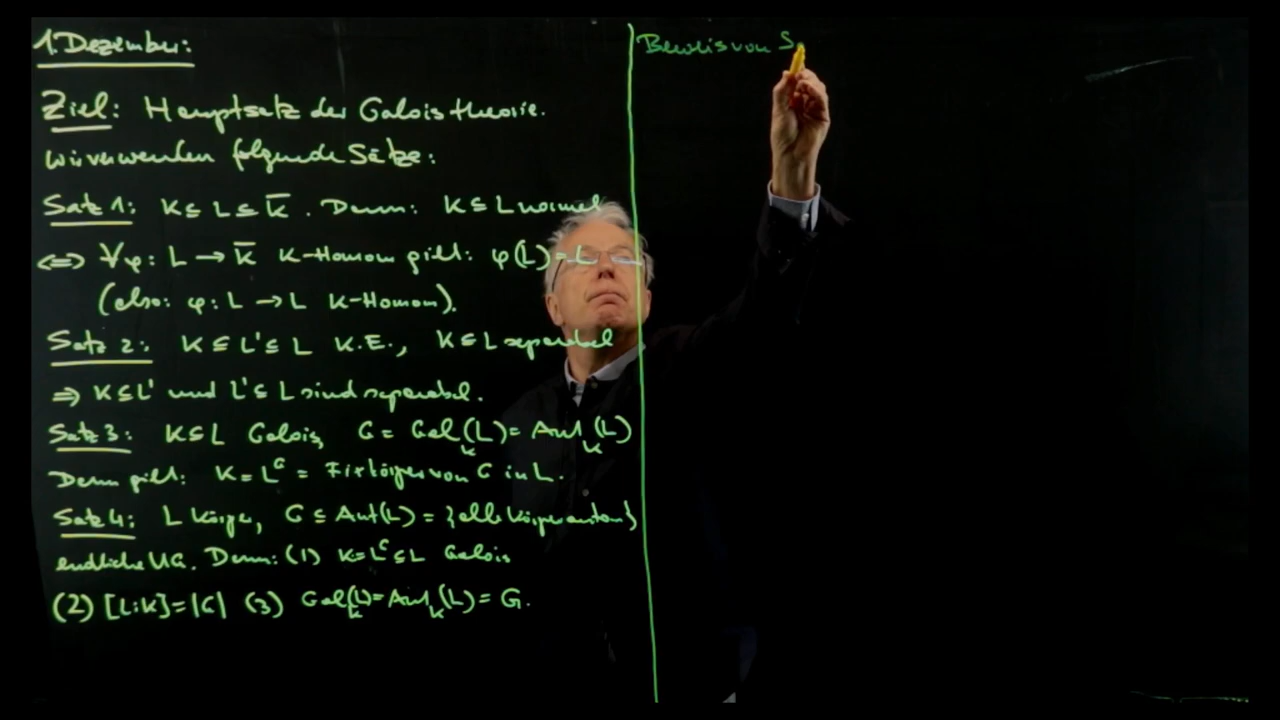 1. Dezember:
Ziel: Hauptsatz der Galoistheorie.
Wir verwenden folgende Sätze:
Satz 1: K ⊆ L ⊆ K̅. Dann: K ⊆ L normal
⟺ ∀φ: L → K̅ K-Homom gilt: φ(L) = L
(also: φ: L → L K-Homom).
Satz 2: K ⊆ L' ⊆ L K.E., K ⊆ L separabel
⇒ K ⊆ L' und L' ⊆ L sind separabel.
Satz 3: K ⊆ L Galois, G = Gal_K(L) = Aut_K(L)
Dann gilt: K = L^G = Fixkörper von G in L.
Satz 4: L Körper, G ⊆ Aut(L) = {alle Körperautom}
endliche UG. Dann: (1) K = L^G ⊆ L Galois
(2) [L:K] = |G| (3) Gal_K(L) = Aut_K(L) = G.
Beweis von S